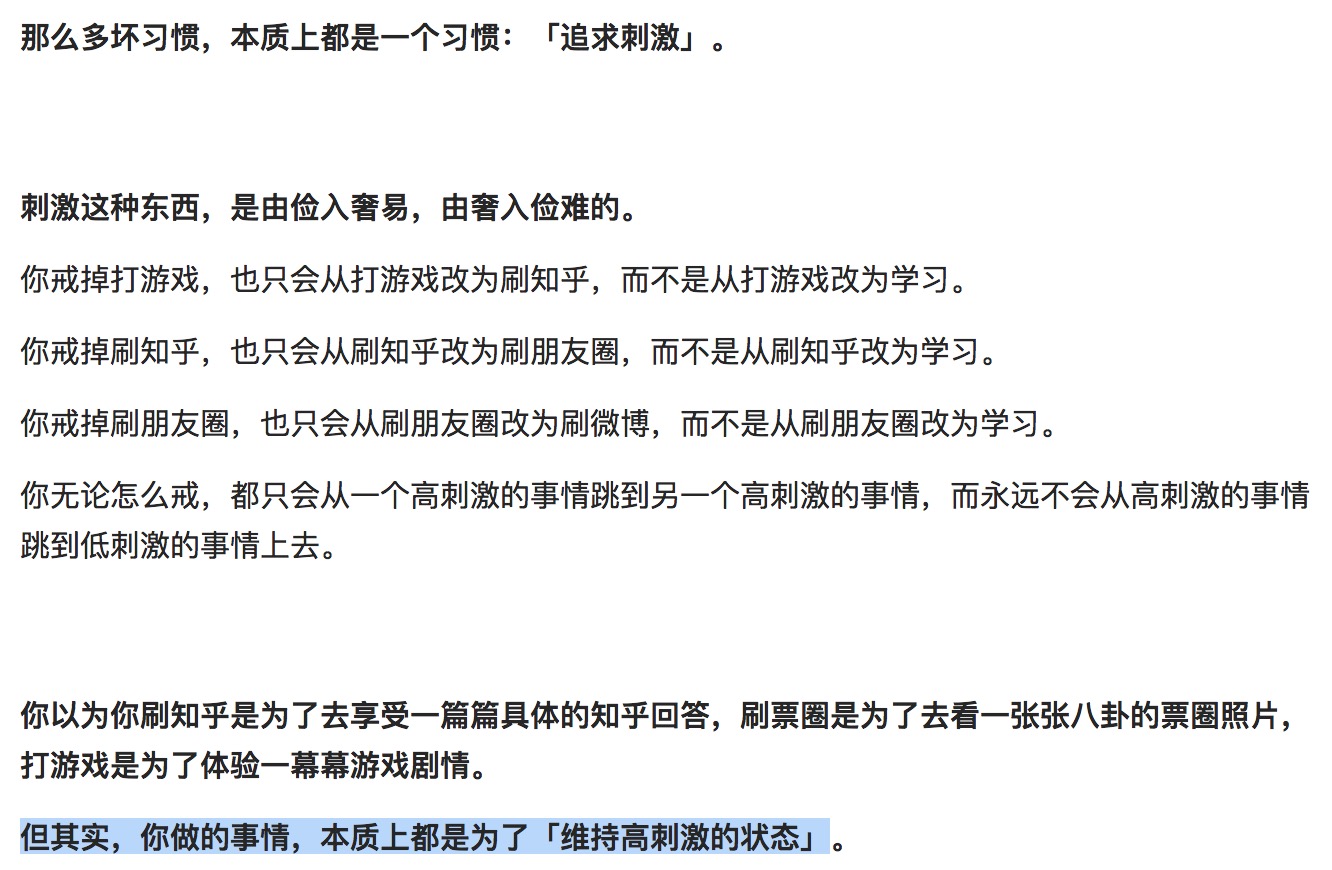 那么多坏习惯，本质上都是一个习惯：「追求刺激」。
刺激这种东西，是由俭入奢易，由奢入俭难的。
你戒掉打游戏，也只会从打游戏改为刷知乎，而不是从打游戏改为学习。
你戒掉刷知乎，也只会从刷知乎改为刷朋友圈，而不是从刷知乎改为学习。
你戒掉刷朋友圈，也只会从刷朋友圈改为刷微博，而不是从刷朋友圈改为学习。
你无论怎么戒，都只会从一个高刺激的事情跳到另一个高刺激的事情，而永远不会从高刺激的事情
跳到低刺激的事情上去。
你以为你刷知乎是为了去享受一篇篇具体的知乎回答，刷票圈是为了去看一张张八卦的票圈照片，
打游戏是为了体验一幕幕游戏剧情。
但其实，你做的事情，本质上都是为了「维持高刺激的状态」。